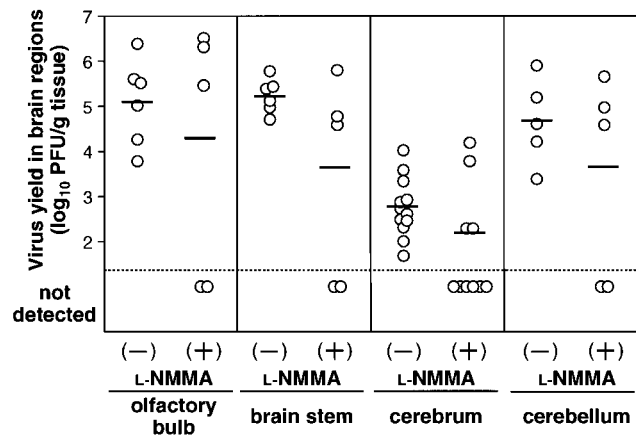 Virus yield in brain regions
(log10 PFU/g tissue)
7
6
5
4
3
2
not
detected
(—) (+) (—) (+) (—) (+) (—) (+)
L-NMMA L-NMMA L-NMMA L-NMMA
olfactory
bulb
brain stem
cerebrum
cerebellum